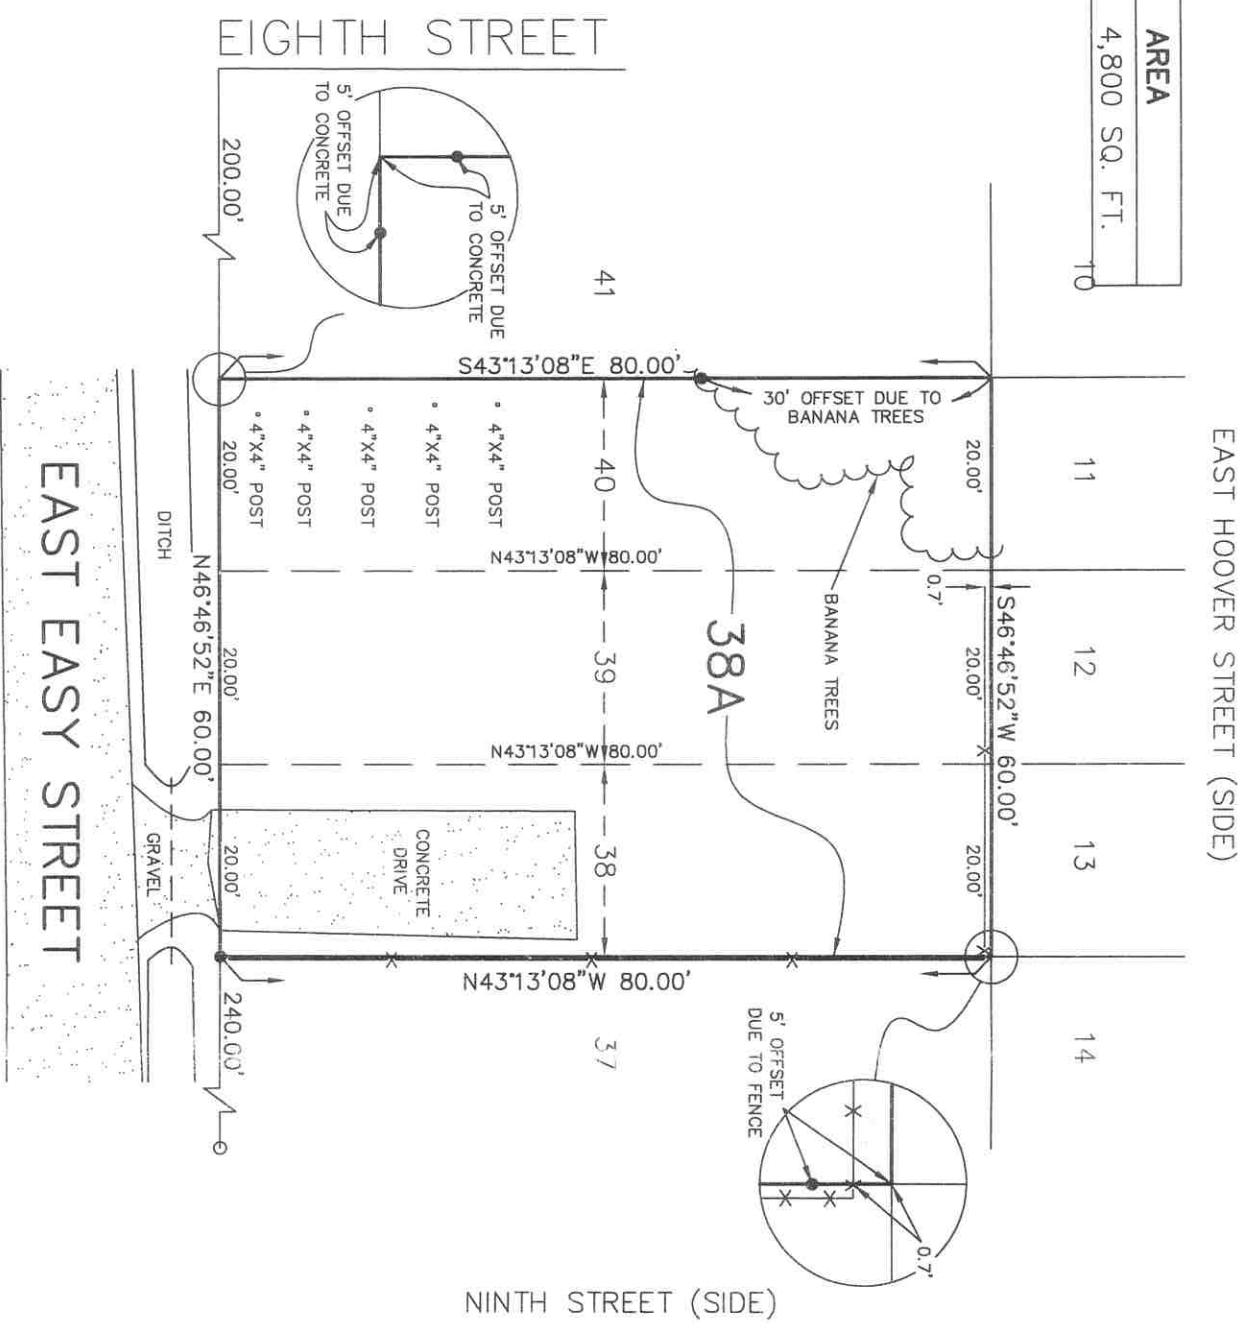 AREA
4,800 SQ. FT.
EAST HOOVER STREET (SIDE)
10
11
12
13
14
EIGHTH STREET
5' OFFSET DUE
TO CONCRETE
5' OFFSET DUE
TO CONCRETE
200.00'
41
S43°13'08"E 80.00'
30' OFFSET DUE TO
BANANA TREES
20.00'
S46°46'52"W 60.00'
20.00'
20.00'
0.7'
BANANA TREES
38A
40
39
38
37
N43°13'08"W 80.00'
N43°13'08"W 80.00'
N43°13'08"W 80.00'
4"X4" POST
4"X4" POST
4"X4" POST
4"X4" POST
4"X4" POST
CONCRETE
DRIVE
20.00'
20.00'
20.00'
N46°46'52"E 60.00'
240.00'
DITCH
GRAVEL
EAST EASY STREET
5' OFFSET
DUE TO FENCE
0.7'
NINTH STREET (SIDE)